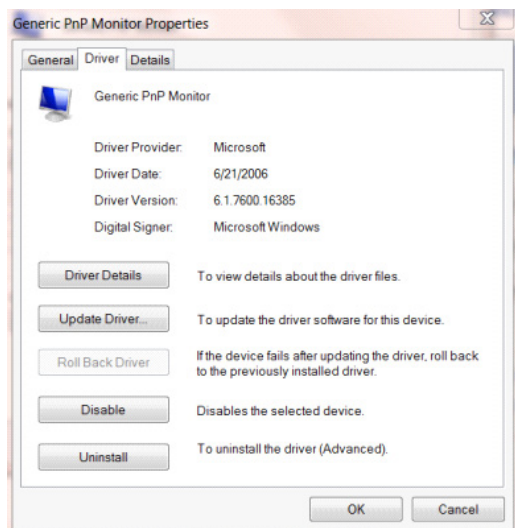 Generic PnP Monitor Properties
General Driver Details
Generic PnP Monitor
Driver Provider: Microsoft
Driver Date: 6/21/2006
Driver Version: 6.1.7600.16385
Digital Signer: Microsoft Windows
Driver Details To view details about the driver files.
Update Driver... To update the driver software for this device.
Roll Back Driver If the device fails after updating the driver, roll back
to the previously installed driver.
Disable Disables the selected device.
Uninstall To uninstall the driver (Advanced).
OK Cancel